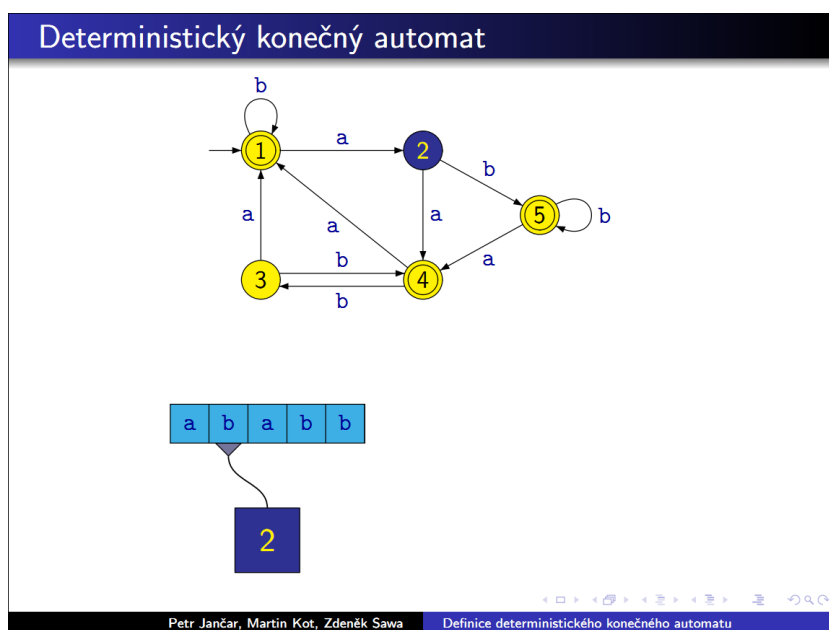 Deterministický konečný automat
b
1
a
2
b
a
a
a
5
b
3
b
4
a
b
a b a b b
2
Petr Jančar, Martin Kot, Zdeněk Sawa Definice deterministického konečného automatu